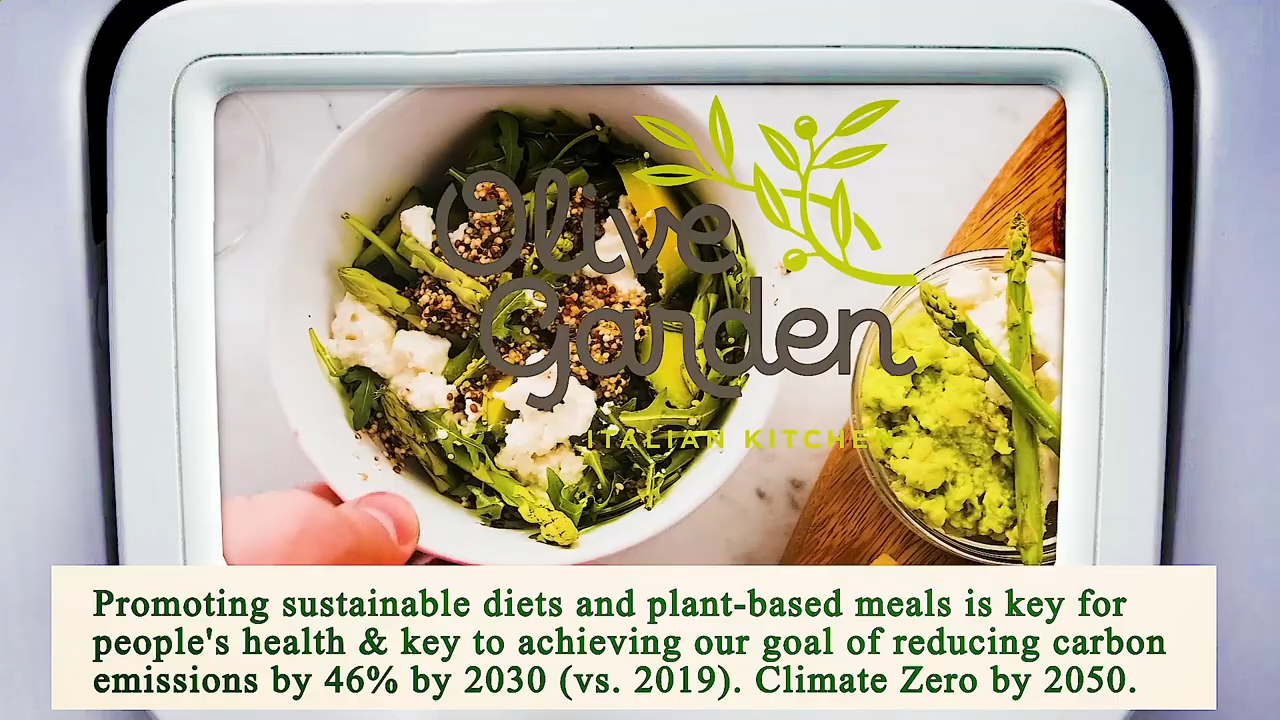 Olive
Garden
ITALIAN KITCHEN
Promoting sustainable diets and plant-based meals is key for
people's health & key to achieving our goal of reducing carbon
emissions by 46% by 2030 (vs. 2019). Climate Zero by 2050.